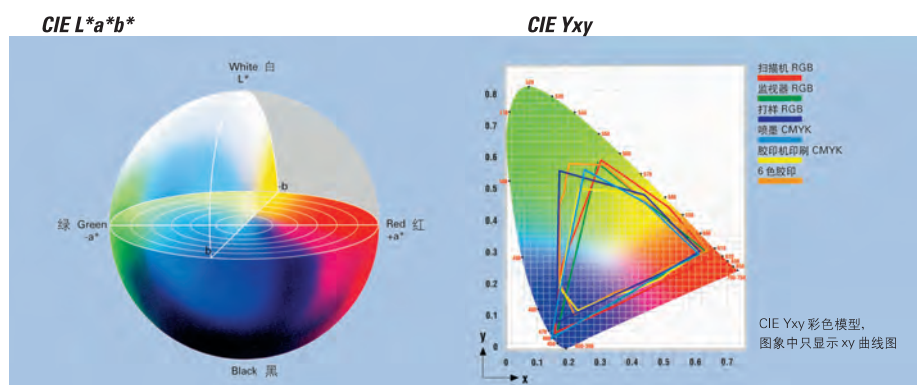 CIE L*a*b*
White 白
L*
-b
绿 Green
-a*
Red 红
+a*
b
Black 黑
CIE Yxy
0.8
0.7
0.6
0.5
0.4
0.3
0.2
0.1
0
y
0 0.1 0.2 0.3 0.4 0.5 0.6 0.7
x
扫描机 RGB
监视器 RGB
打样 RGB
喷墨 CMYK
胶印机印刷 CMYK
6 色胶印
CIE Yxy 彩色模型,
图象中只显示 xy 曲线图